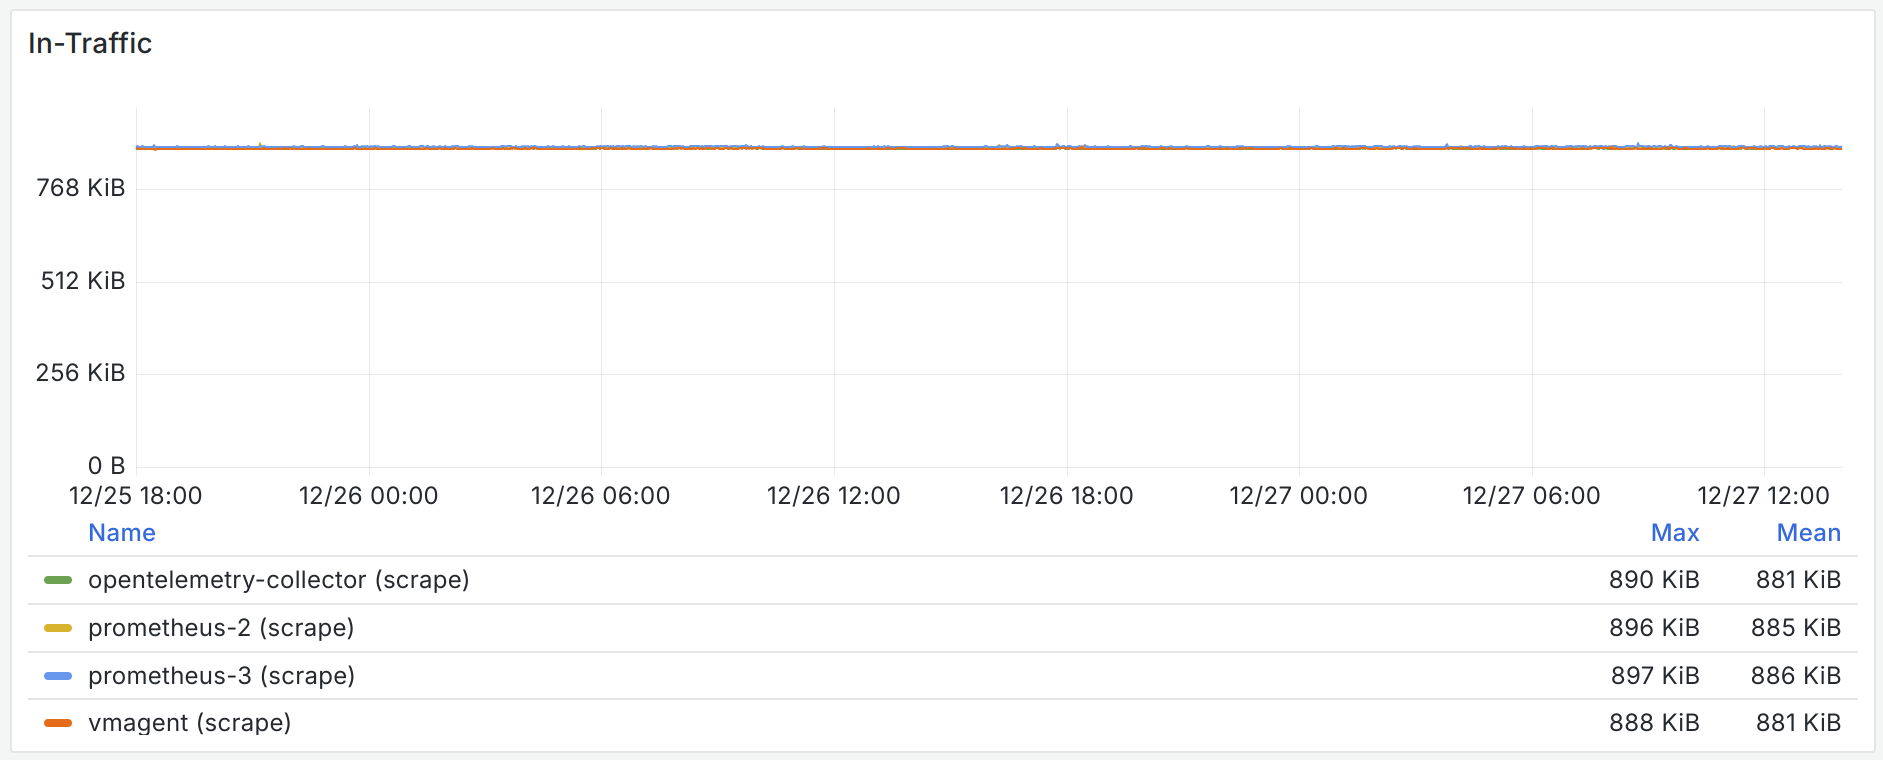 In-Traffic
768 KiB
512 KiB
256 KiB
0 B
12/25 18:00 12/26 00:00 12/26 06:00 12/26 12:00 12/26 18:00 12/27 00:00 12/27 06:00 12/27 12:00
Name Max Mean
opentelemetry-collector (scrape) 890 KiB 881 KiB
prometheus-2 (scrape) 896 KiB 885 KiB
prometheus-3 (scrape) 897 KiB 886 KiB
vmagent (scrape) 888 KiB 881 KiB